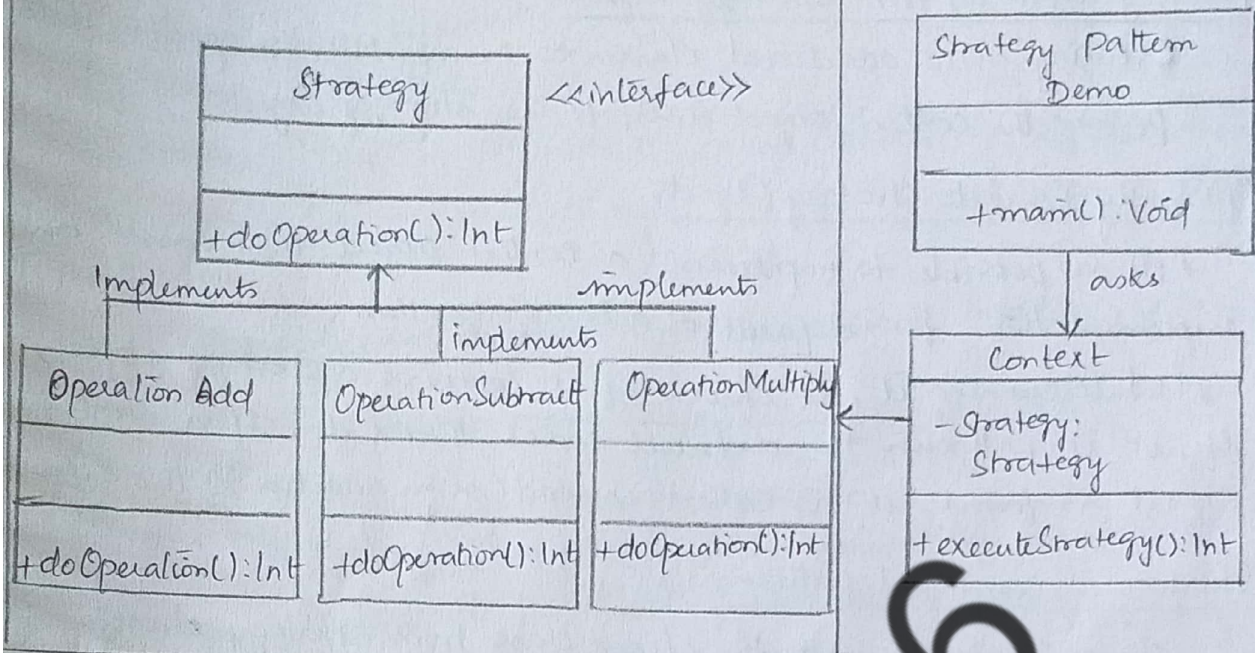 Strategy
<<interface>>
+doOperation():Int
Implements
implements
implements
Operation Add
+doOperation():Int
OperationSubtract
+doOperation():Int
OperationMultiply
+doOperation():Int
Strategy Pattern
Demo
+main():Void
asks
Context
-Strategy:
Strategy
+executeStrategy():Int